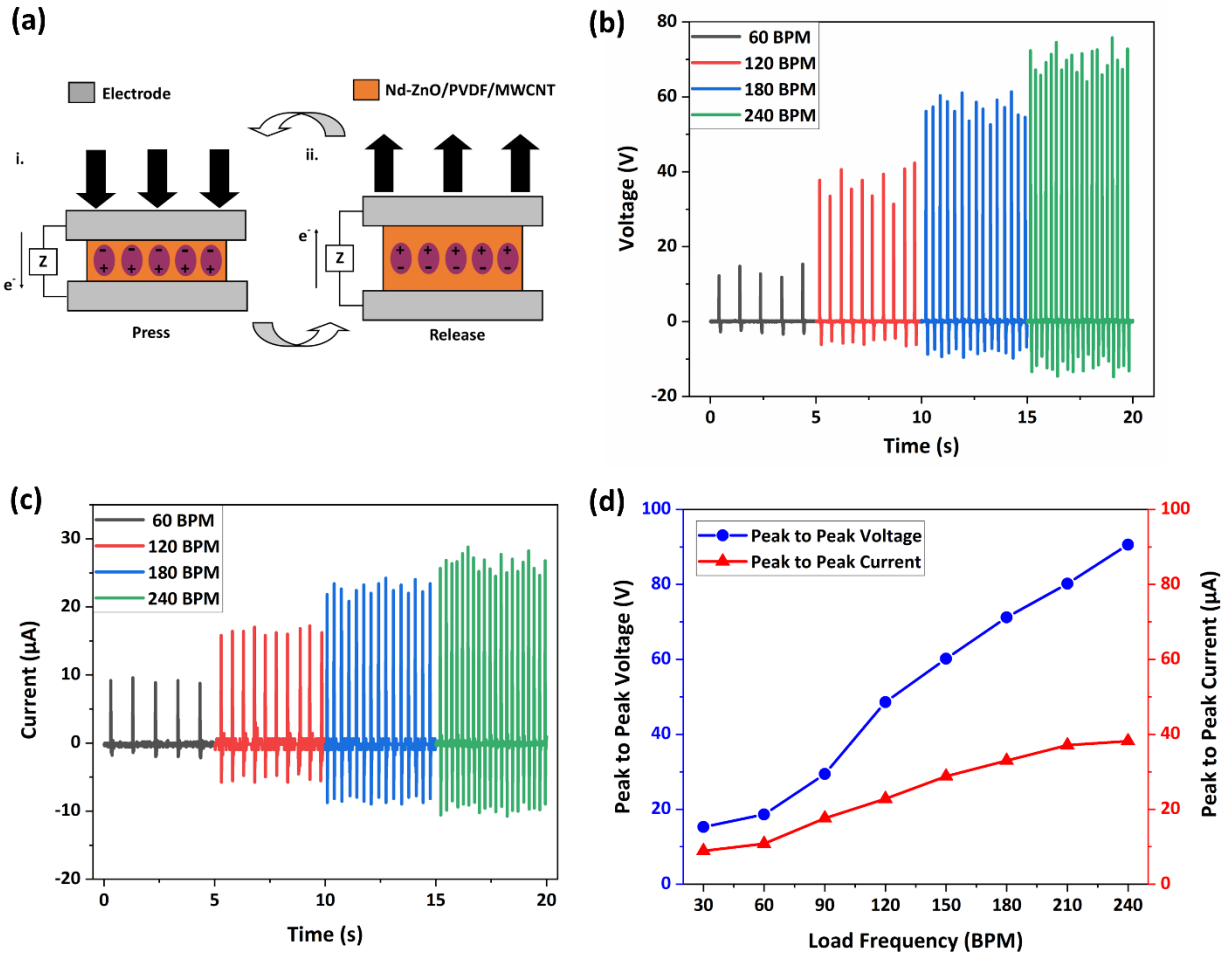 (a)
Electrode
Nd-ZnO/PVDF/MWCNT
i.
ii.
Z
e-
- - - - -
+ + + + +
Press
e-
Z
+ + + + +
- - - - -
Release
(b)
60 BPM
120 BPM
180 BPM
240 BPM
80
60
40
20
0
-20
Voltage (V)
0 5 10 15 20
Time (s)
(c)
60 BPM
120 BPM
180 BPM
240 BPM
30
20
10
0
-10
-20
Current (µA)
0 5 10 15 20
Time (s)
(d)
Peak to Peak Voltage
Peak to Peak Current
100
80
60
40
20
0
Peak to Peak Voltage (V)
100
80
60
40
20
0
Peak to Peak Current (µA)
30 60 90 120 150 180 210 240
Load Frequency (BPM)